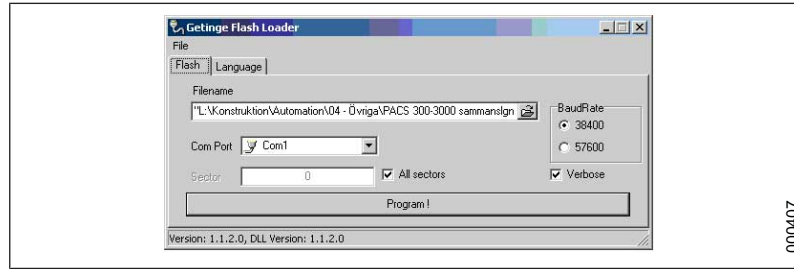 Getinge Flash Loader
File
Flash Language
Filename
"L:\Konstruktion\Automation\04 - Övriga\PACS 300-3000 sammanslgn
BaudRate
38400
57600
Com Port Com1
Sector 0 All sectors
Verbose
Program !
Version: 1.1.2.0, DLL Version: 1.1.2.0
000407